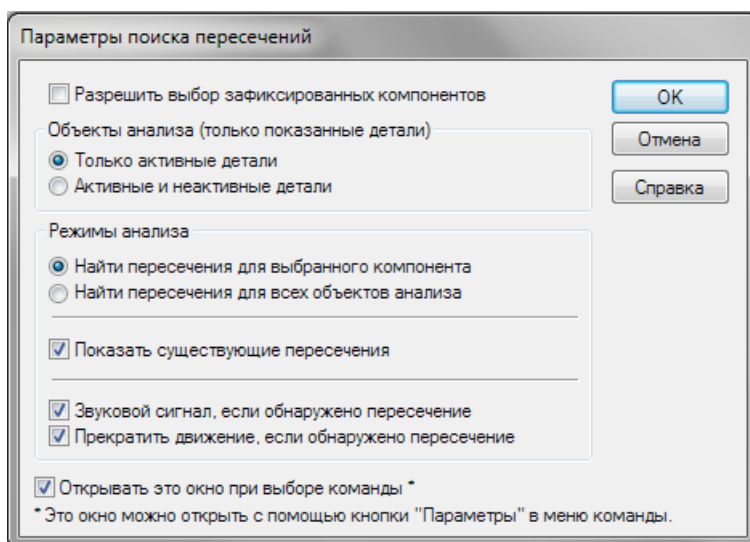 Параметры поиска пересечений
Разрешить выбор зафиксированных компонентов
OK
Объекты анализа (только показанные детали)
Отмена
Только активные детали
Активные и неактивные детали
Справка
Режимы анализа
Найти пересечения для выбранного компонента
Найти пересечения для всех объектов анализа
Показать существующие пересечения
Звуковой сигнал, если обнаружено пересечение
Прекратить движение, если обнаружено пересечение
Открывать это окно при выборе команды *
* Это окно можно открыть с помощью кнопки "Параметры" в меню команды.